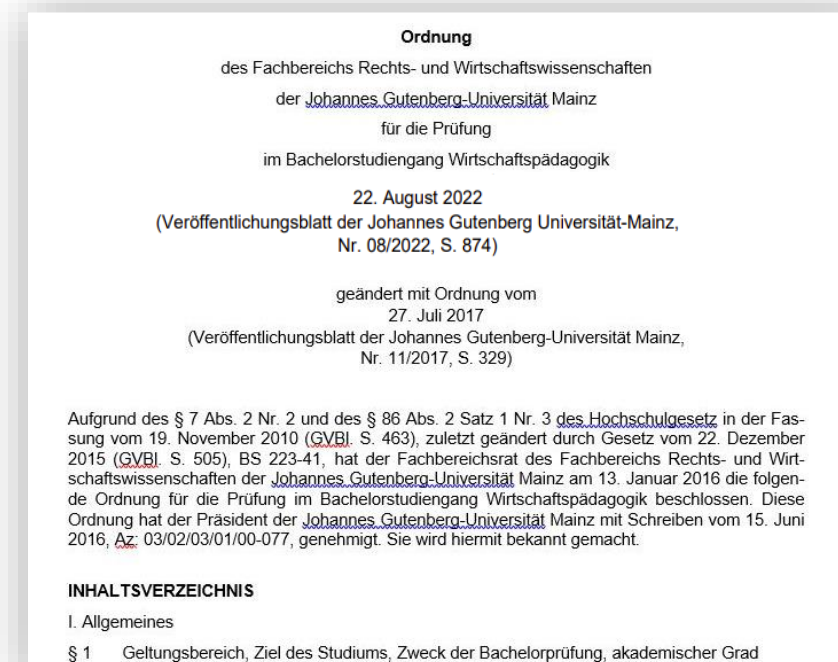 Ordnung
des Fachbereichs Rechts- und Wirtschaftswissenschaften
der Johannes Gutenberg-Universität Mainz
für die Prüfung
im Bachelorstudiengang Wirtschaftspädagogik
22. August 2022
(Veröffentlichungsblatt der Johannes Gutenberg Universität-Mainz,
Nr. 08/2022, S. 874)
geändert mit Ordnung vom
27. Juli 2017
(Veröffentlichungsblatt der Johannes Gutenberg-Universität Mainz,
Nr. 11/2017, S. 329)
Aufgrund des § 7 Abs. 2 Nr. 2 und des § 86 Abs. 2 Satz 1 Nr. 3 des Hochschulgesetz in der Fas-
sung vom 19. November 2010 (GVBl. S. 463), zuletzt geändert durch Gesetz vom 22. Dezember
2015 (GVBl. S. 505), BS 223-41, hat der Fachbereichsrat des Fachbereichs Rechts- und Wirt-
schaftswissenschaften der Johannes Gutenberg-Universität Mainz am 13. Januar 2016 die folgen-
de Ordnung für die Prüfung im Bachelorstudiengang Wirtschaftspädagogik beschlossen. Diese
Ordnung hat der Präsident der Johannes Gutenberg-Universität Mainz mit Schreiben vom 15. Juni
2016, Az: 03/02/03/01/00-077, genehmigt. Sie wird hiermit bekannt gemacht.
INHALTSVERZEICHNIS
I. Allgemeines
§ 1 Geltungsbereich, Ziel des Studiums, Zweck der Bachelorprüfung, akademischer Grad